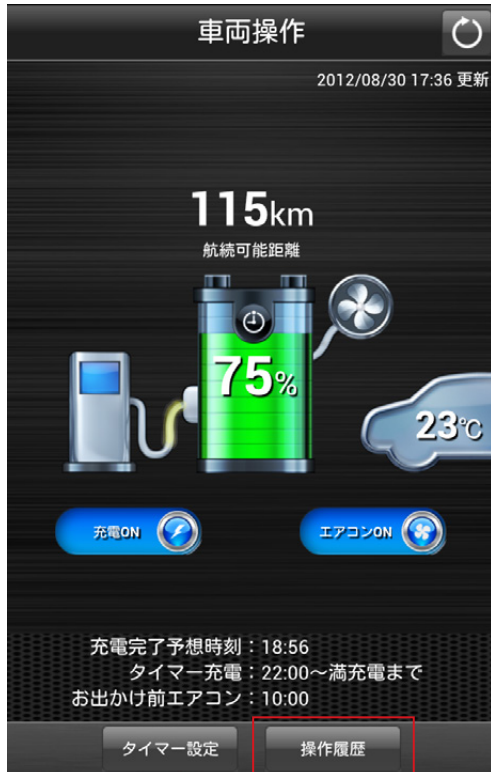 車両操作
2012/08/30 17:36 更新
115km
航続可能距離
75%
23℃
充電ON
エアコンON
充電完了予想時刻：18:56
タイマー充電：22:00～満充電まで
お出かけ前エアコン：10:00
タイマー設定
操作履歴